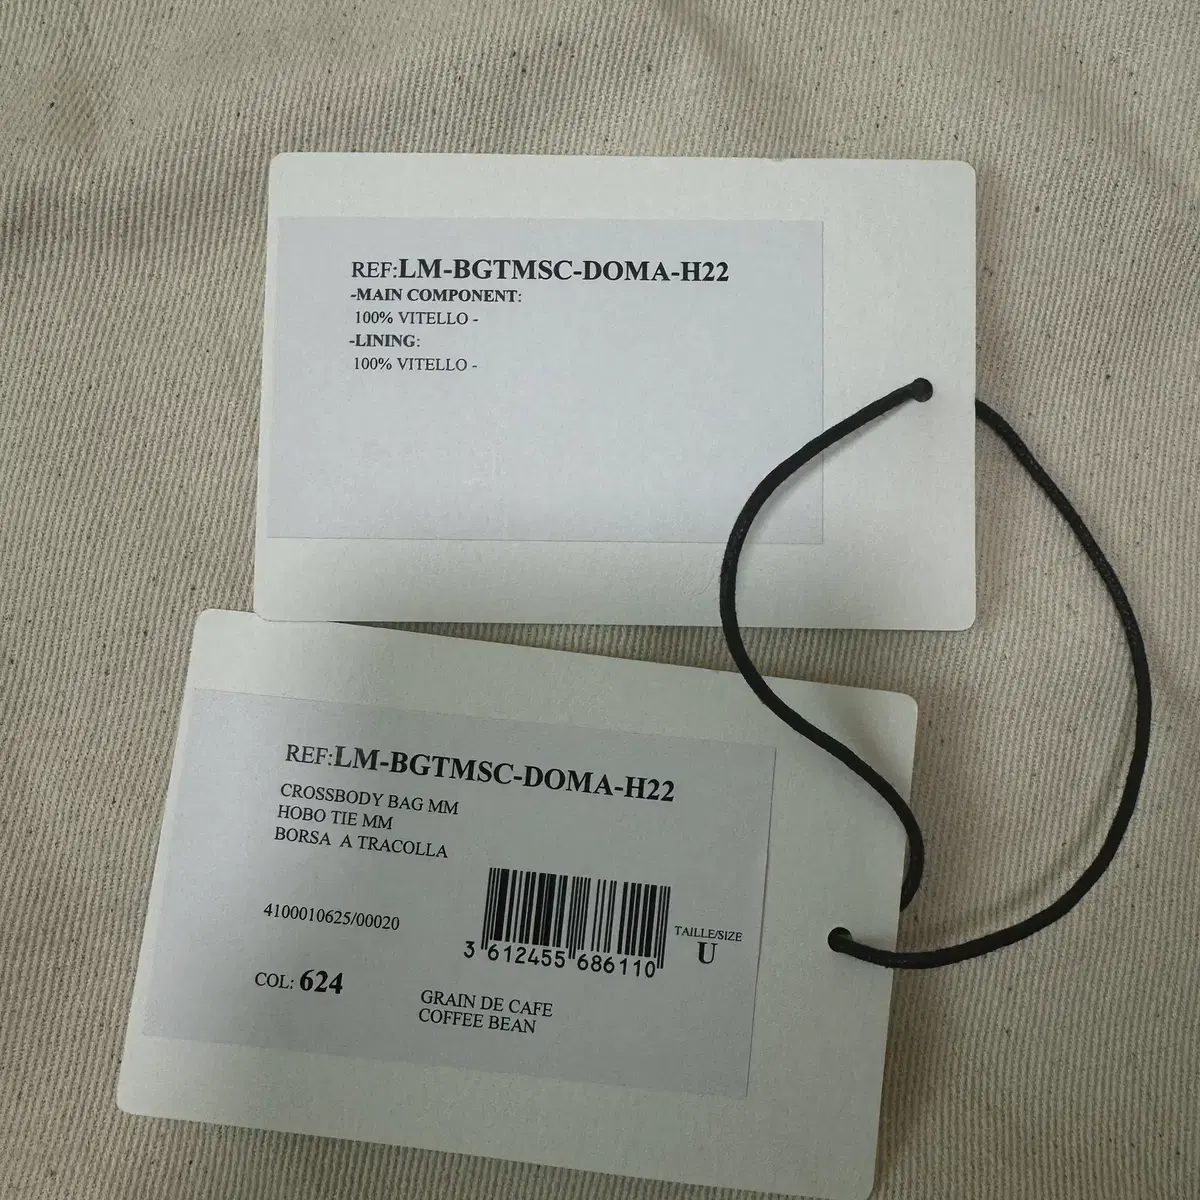 REF:LM-BGTMSC-DOMA-H22
-MAIN COMPONENT:
100% VITELLO -
-LINING:
100% VITELLO -
REF:LM-BGTMSC-DOMA-H22
CROSSBODY BAG MM
HOBO TIE MM
BORSA A TRACOLLA
4100010625/00020
3 612455 686110
TAILLE/SIZE
U
COL: 624
GRAIN DE CAFE
COFFEE BEAN